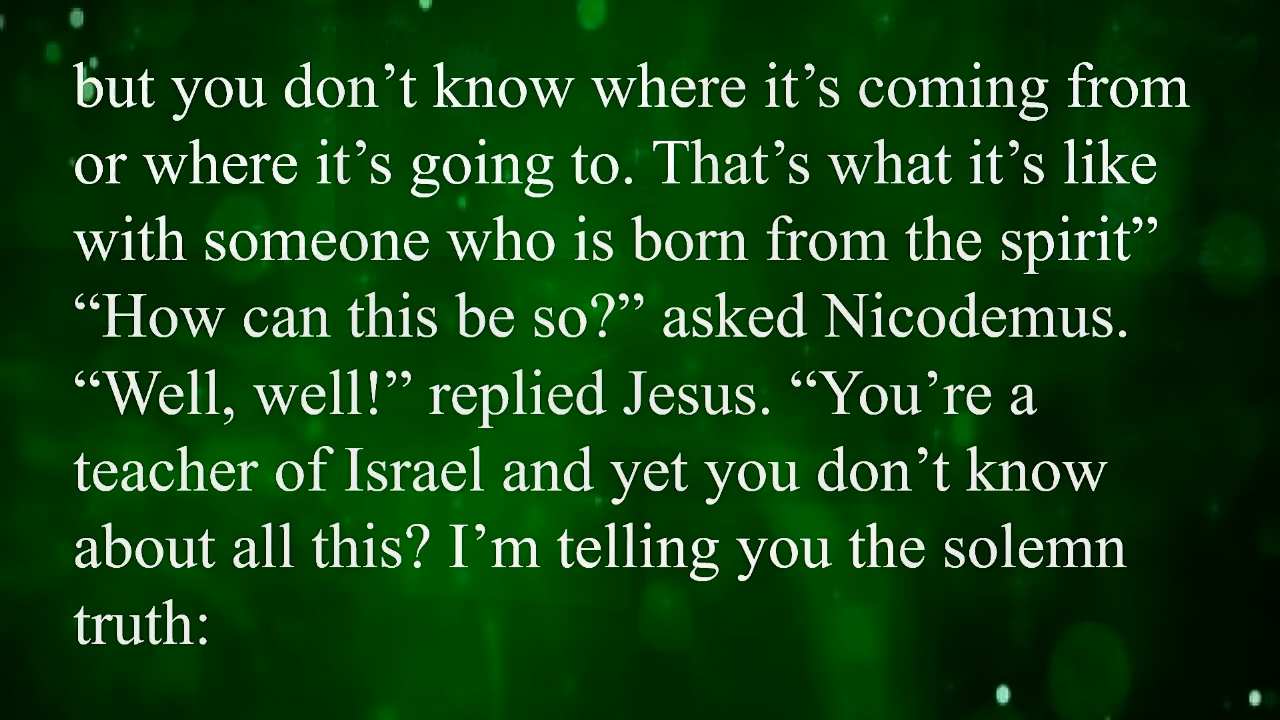 but you don’t know where it’s coming from
or where it’s going to. That’s what it’s like
with someone who is born from the spirit”
“How can this be so?” asked Nicodemus.
“Well, well!” replied Jesus. “You’re a
teacher of Israel and yet you don’t know
about all this? I’m telling you the solemn
truth: